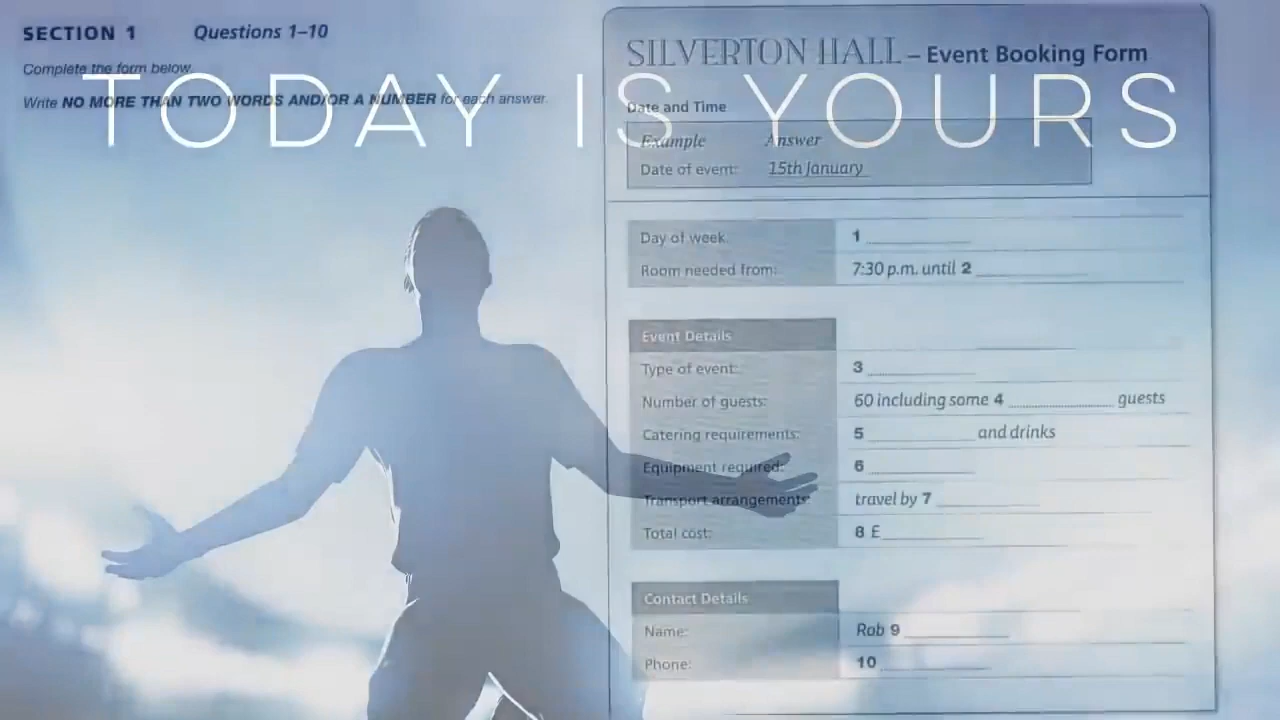 SECTION 1 Questions 1–10
Complete the form below.
Write NO MORE THAN TWO WORDS AND/OR A NUMBER for each answer.
TODAY IS YOURS
SILVERTON HALL – Event Booking Form
Date and Time
Example Answer
Date of event: 15th January
Day of week: 1
Room needed from: 7:30 p.m. until 2
Event Details
Type of event: 3
Number of guests: 60 including some 4 guests
Catering requirements: 5 and drinks
Equipment required: 6
Transport arrangements: travel by 7
Total cost: 8 £
Contact Details
Name: Rob 9
Phone: 10